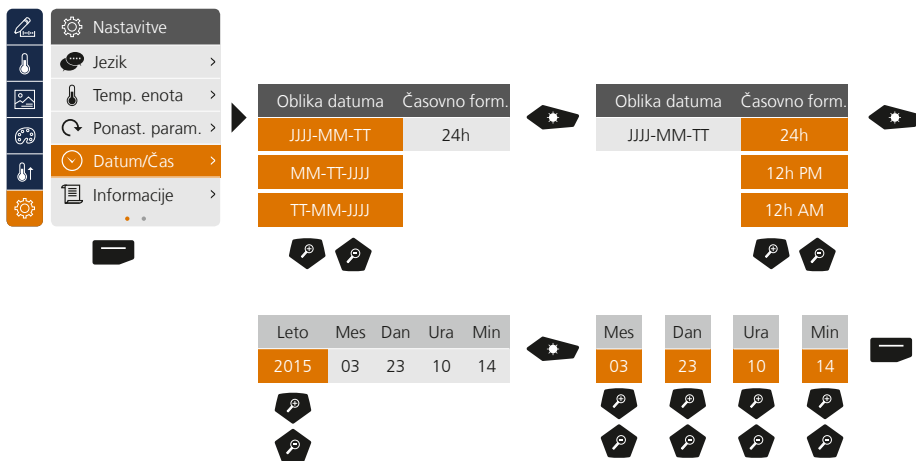 Nastavitve
Jezik
Temp. enota
Ponast. param.
Datum/Čas
Informacije
Oblika datuma Časovno form.
JJJJ-MM-TT 24h
MM-TT-JJJJ
TT-MM-JJJJ
Oblika datuma Časovno form.
JJJJ-MM-TT 24h
12h PM
12h AM
Leto Mes Dan Ura Min
2015 03 23 10 14
Mes Dan Ura Min
03 23 10 14